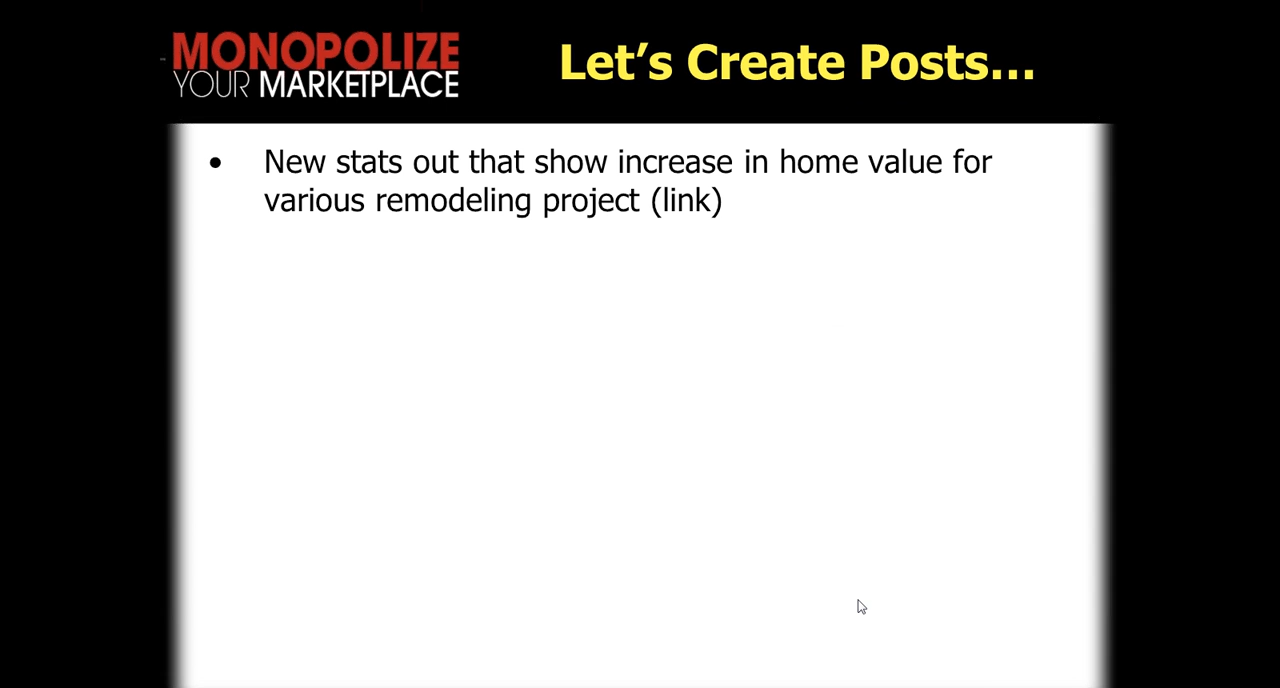 MONOPOLIZE
YOUR MARKETPLACE
Let's Create Posts...
• New stats out that show increase in home value for
various remodeling project (link)